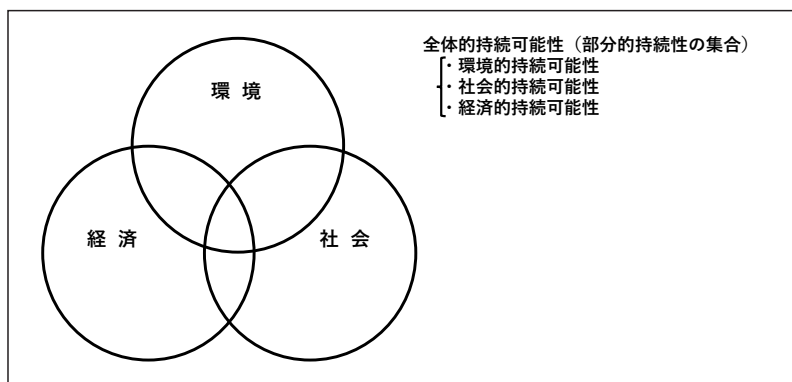 環 境
経 済
社 会
全体的持続可能性（部分的持続性の集合）
・環境的持続可能性
・社会的持続可能性
・経済的持続可能性